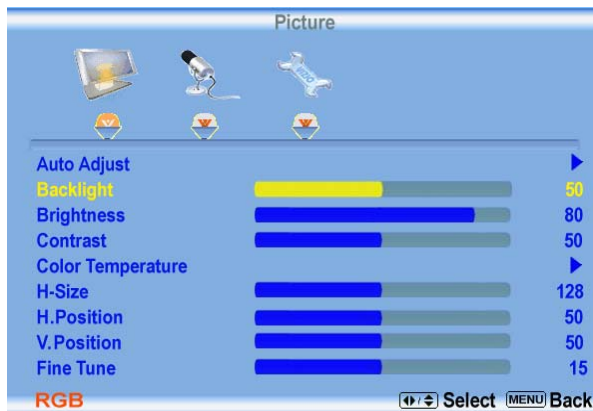 Picture
Auto Adjust
Backlight 50
Brightness 80
Contrast 50
Color Temperature
H-Size 128
H.Position 50
V.Position 50
Fine Tune 15
RGB Select MENU Back